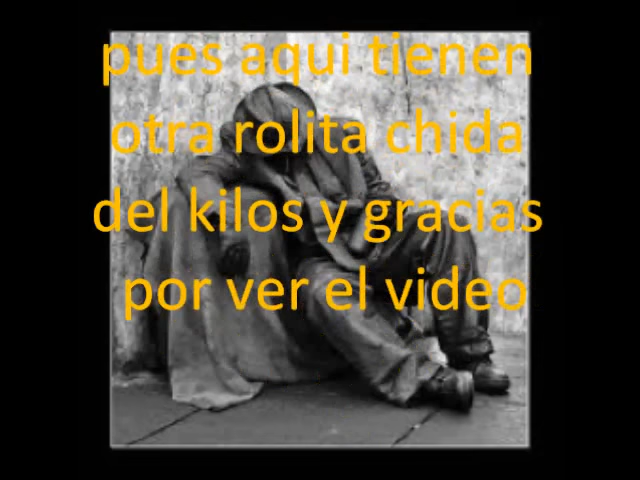 pues aqui tienen
otra rolita chida
del kilos y gracias
por ver el video